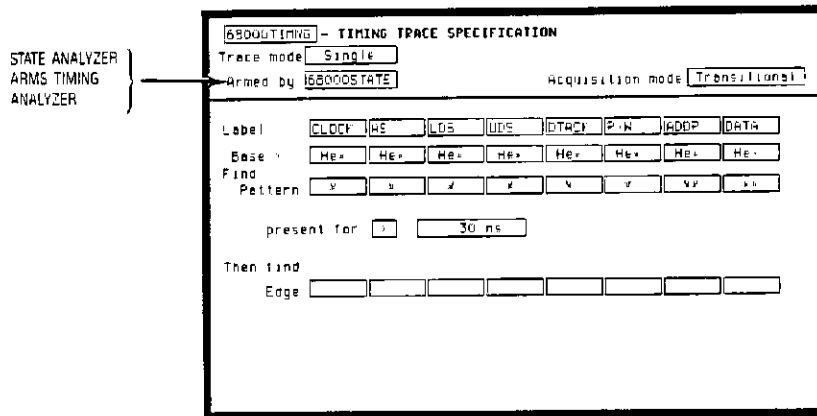 68000TIMNG - TIMING TRACE SPECIFICATION
Trace mode Single
STATE ANALYZER
ARMS TIMING
ANALYZER
Armed by 68000STATE
Acquisition mode Transitional
Label CLOCK AS LDS UDS DTACK R/W ADDR DATA
Base > Hex Hex Hex Hex Hex Hex Hex Hex
Find
Pattern
present for > 30 ns
Then find
Edge